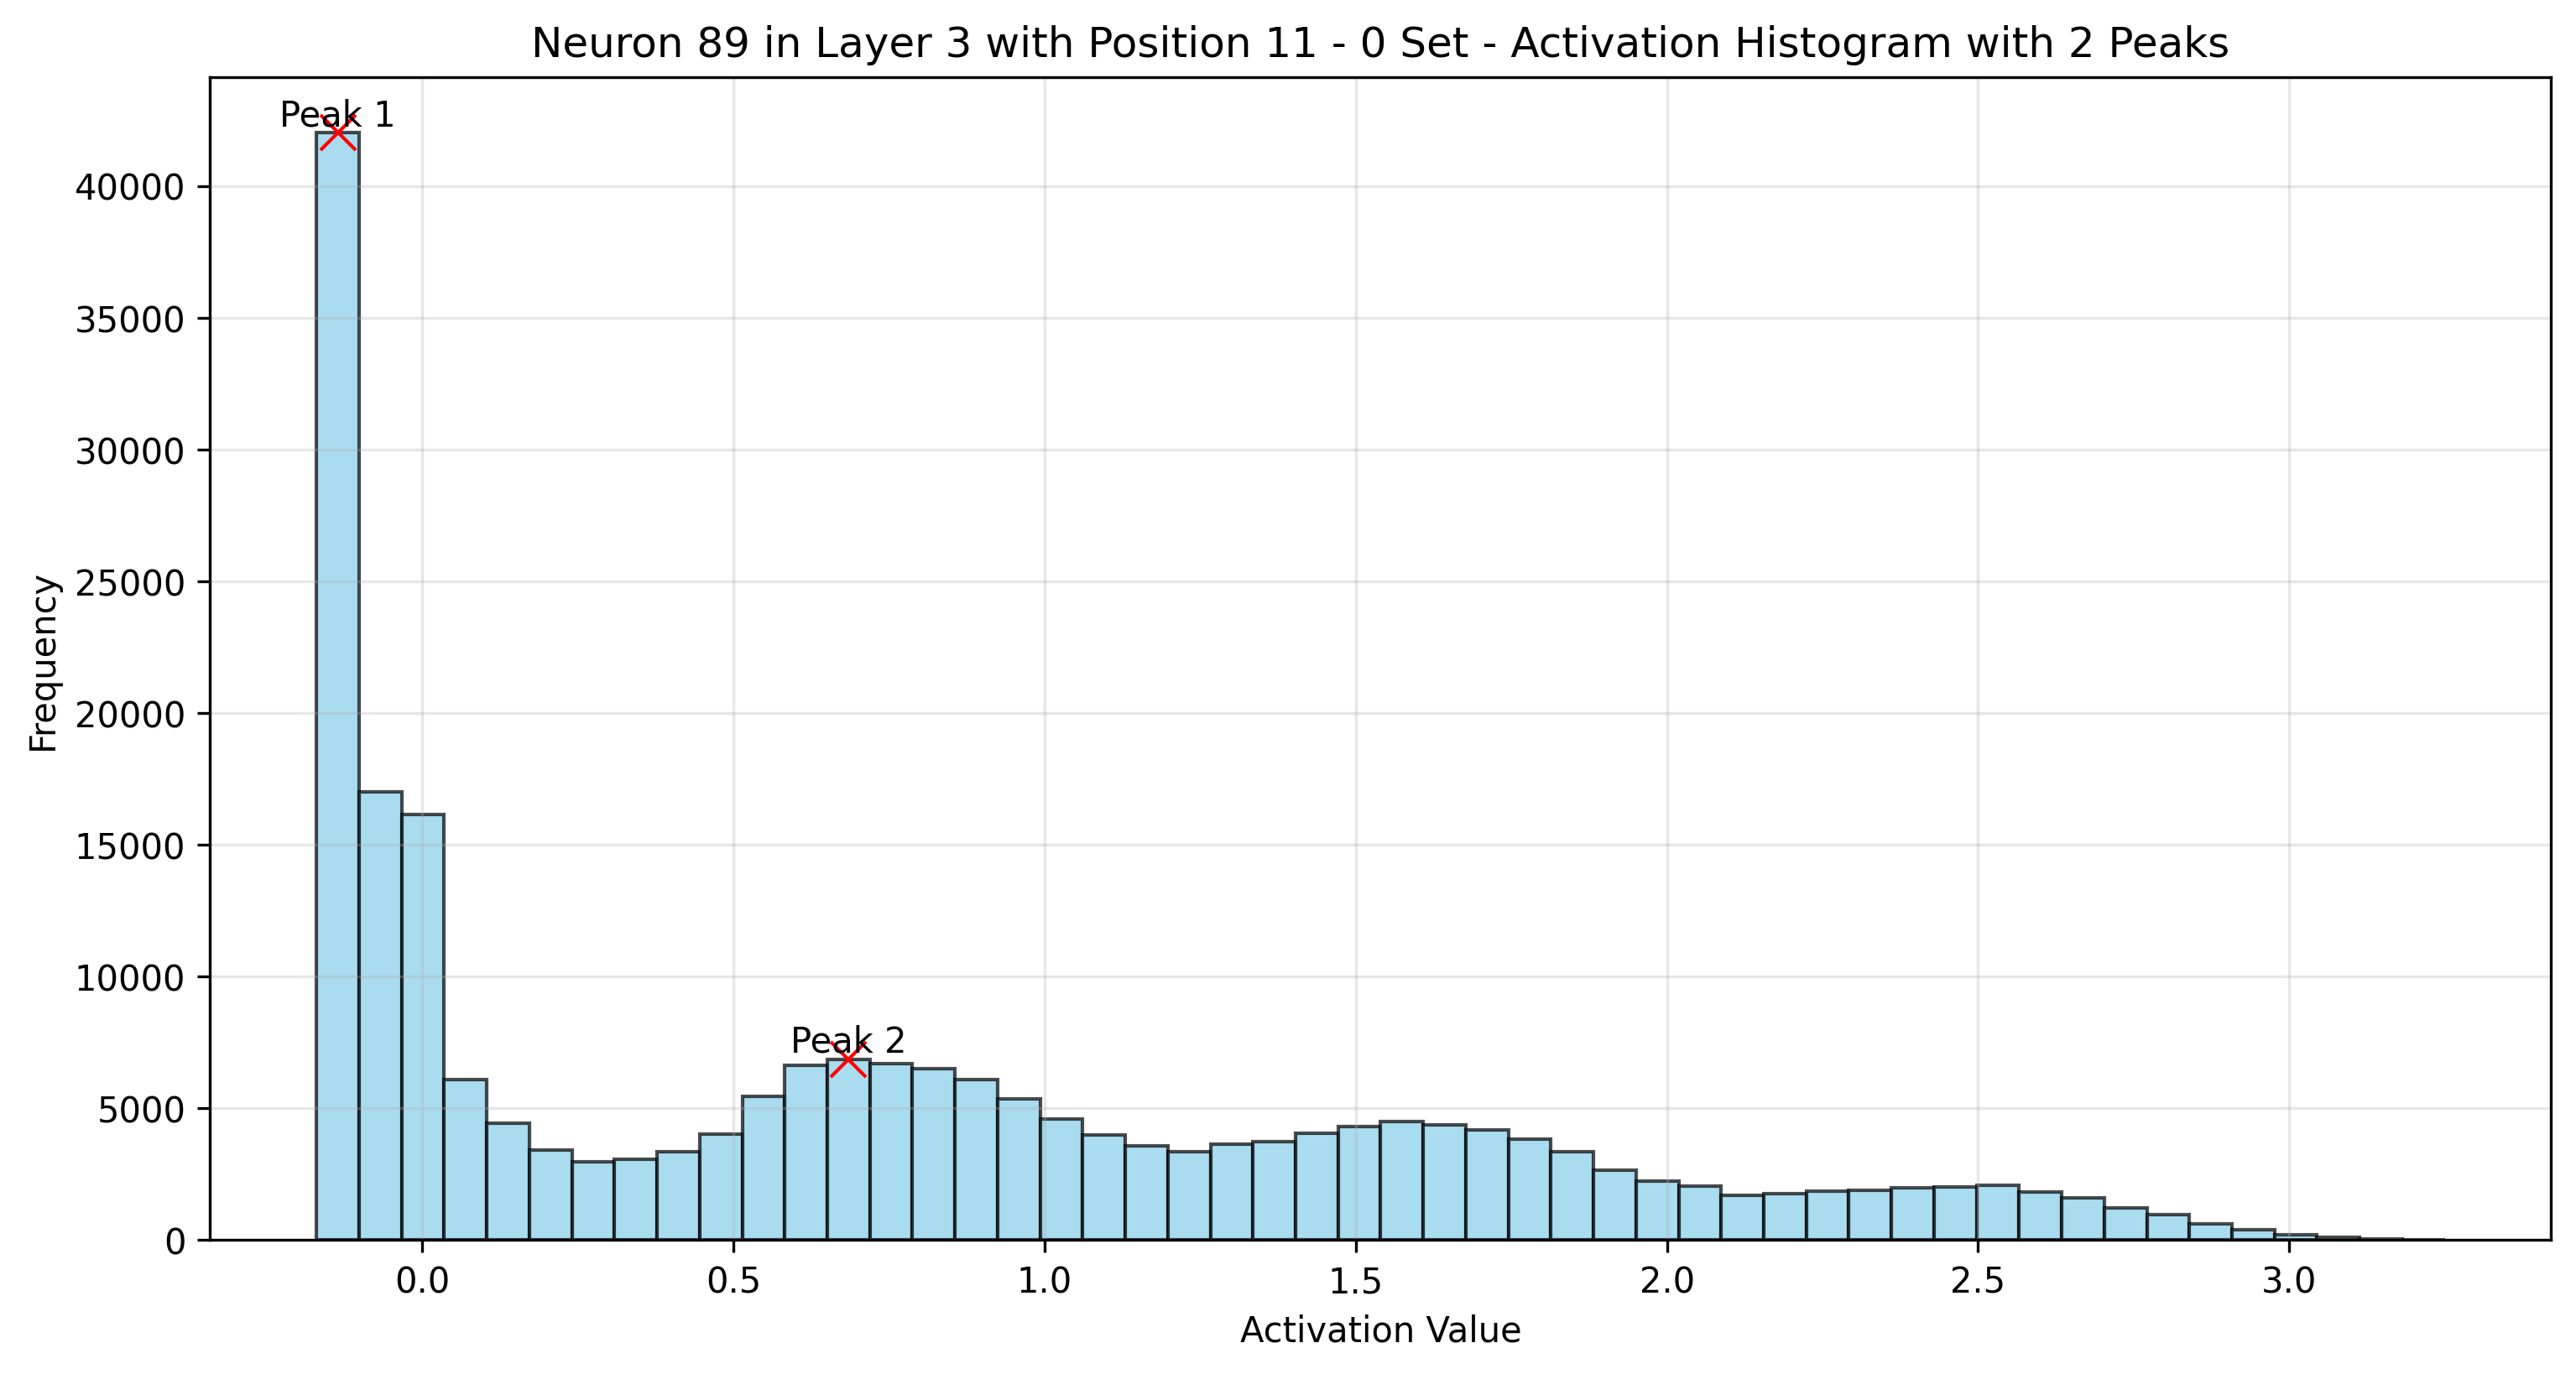 Neuron 89 in Layer 3 with Position 11 - 0 Set - Activation Histogram with 2 Peaks
Peak 1
40000
35000
30000
25000
20000
15000
10000
5000
0
Frequency
Peak 2
0.0 0.5 1.0 1.5 2.0 2.5 3.0
Activation Value